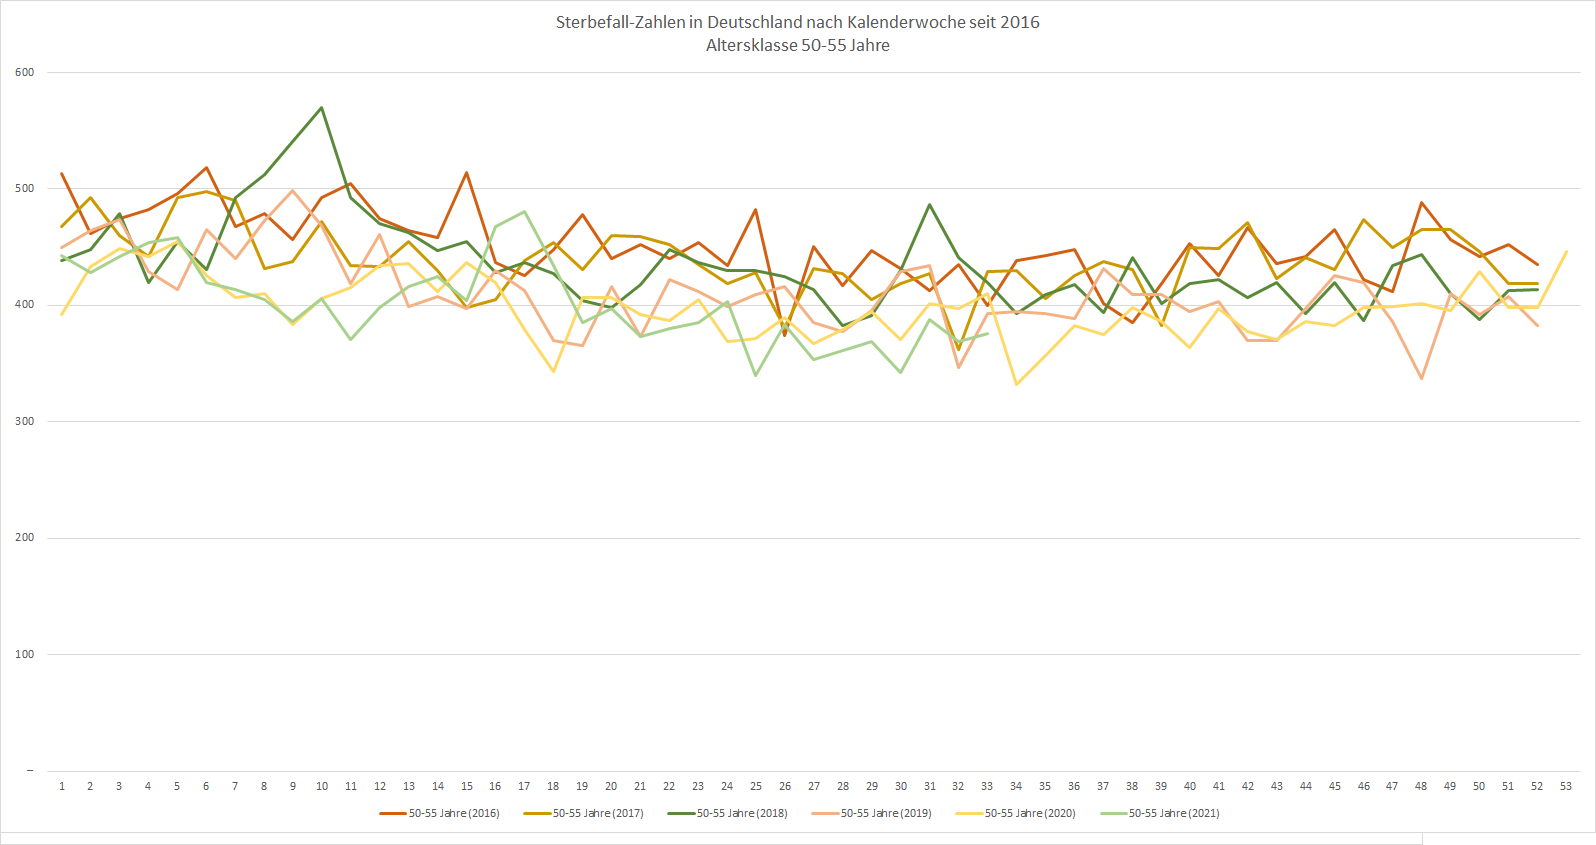 Sterbefall-Zahlen in Deutschland nach Kalenderwoche seit 2016
Altersklasse 50-55 Jahre
600
500
400
300
200
100
–
1 2 3 4 5 6 7 8 9 10 11 12 13 14 15 16 17 18 19 20 21 22 23 24 25 26 27 28 29 30 31 32 33 34 35 36 37 38 39 40 41 42 43 44 45 46 47 48 49 50 51 52 53
50-55 Jahre (2016) 50-55 Jahre (2017) 50-55 Jahre (2018) 50-55 Jahre (2019) 50-55 Jahre (2020) 50-55 Jahre (2021)